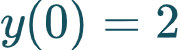 y(0) = 2